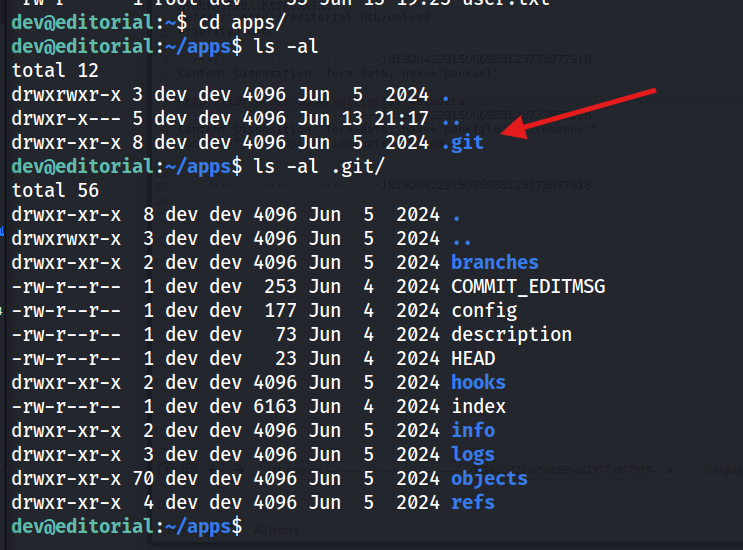 dev@editorial:~$ cd apps/
dev@editorial:~/apps$ ls -al
total 12
drwxrwxr-x 3 dev dev 4096 Jun  5  2024 .
drwxr-x--- 5 dev dev 4096 Jun 13 21:17 ..
drwxr-xr-x 8 dev dev 4096 Jun  5  2024 .git
dev@editorial:~/apps$ ls -al .git/
total 56
drwxr-xr-x  8 dev dev 4096 Jun  5  2024 .
drwxrwxr-x  3 dev dev 4096 Jun  5  2024 ..
drwxr-xr-x  2 dev dev 4096 Jun  5  2024 branches
-rw-r--r--  1 dev dev  253 Jun  4  2024 COMMIT_EDITMSG
-rw-r--r--  1 dev dev  177 Jun  4  2024 config
-rw-r--r--  1 dev dev   73 Jun  4  2024 description
-rw-r--r--  1 dev dev   23 Jun  4  2024 HEAD
drwxr-xr-x  2 dev dev 4096 Jun  5  2024 hooks
-rw-r--r--  1 dev dev 6163 Jun  4  2024 index
drwxr-xr-x  2 dev dev 4096 Jun  5  2024 info
drwxr-xr-x  3 dev dev 4096 Jun  5  2024 logs
drwxr-xr-x 70 dev dev 4096 Jun  5  2024 objects
drwxr-xr-x  4 dev dev 4096 Jun  5  2024 refs
dev@editorial:~/apps$
All issues